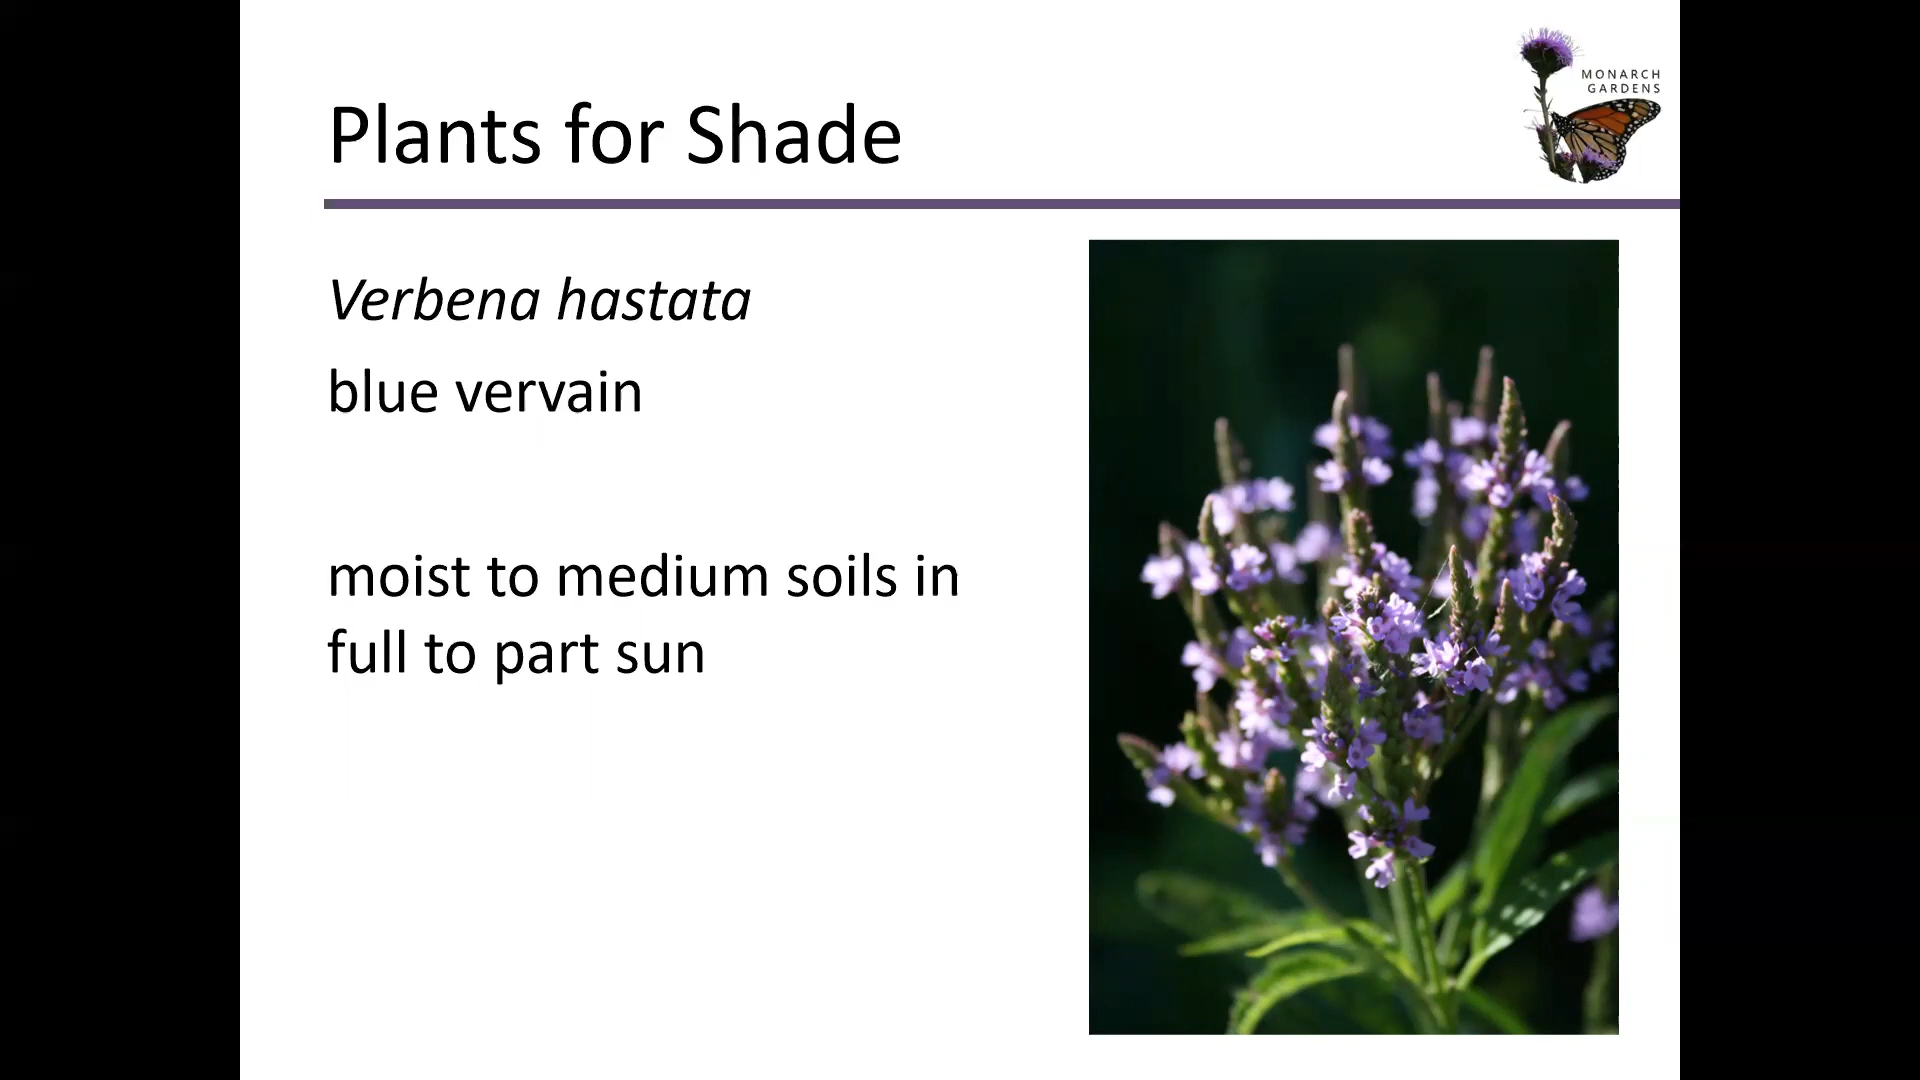 MONARCH
GARDENS
Plants for Shade
Verbena hastata
blue vervain
moist to medium soils in
full to part sun